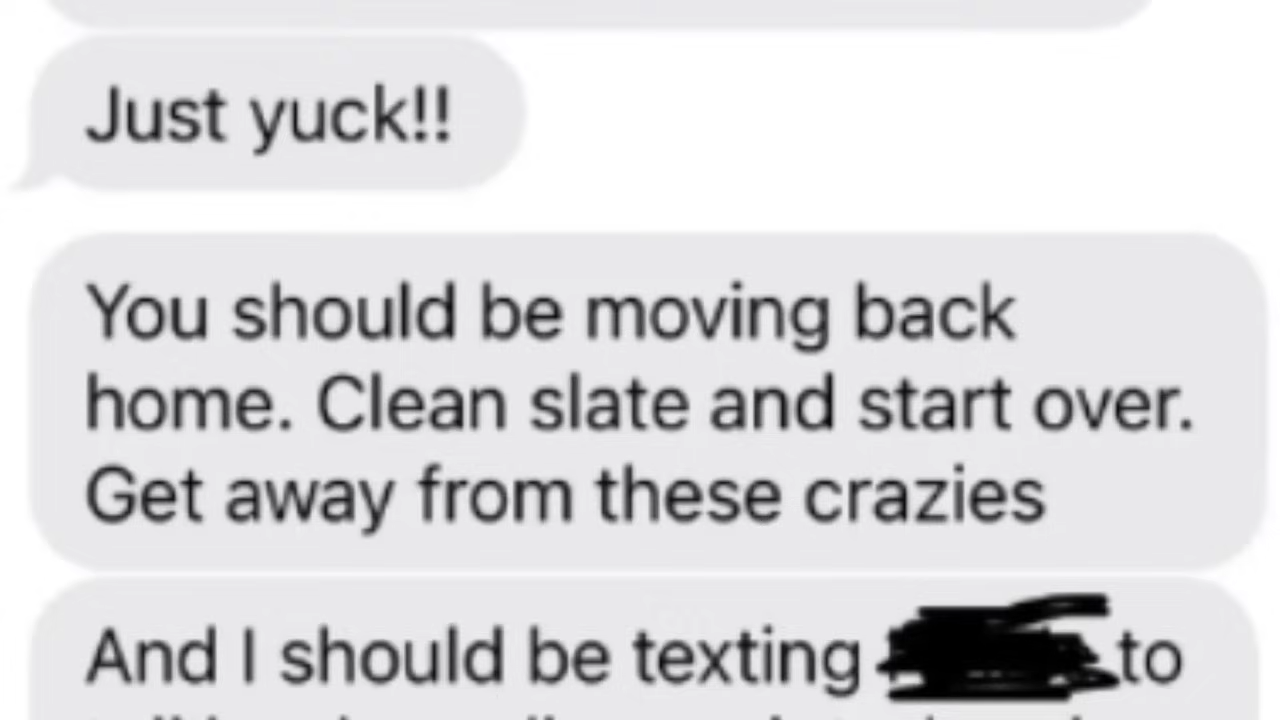 Just yuck!!
You should be moving back
home. Clean slate and start over.
Get away from these crazies
And I should be texting to